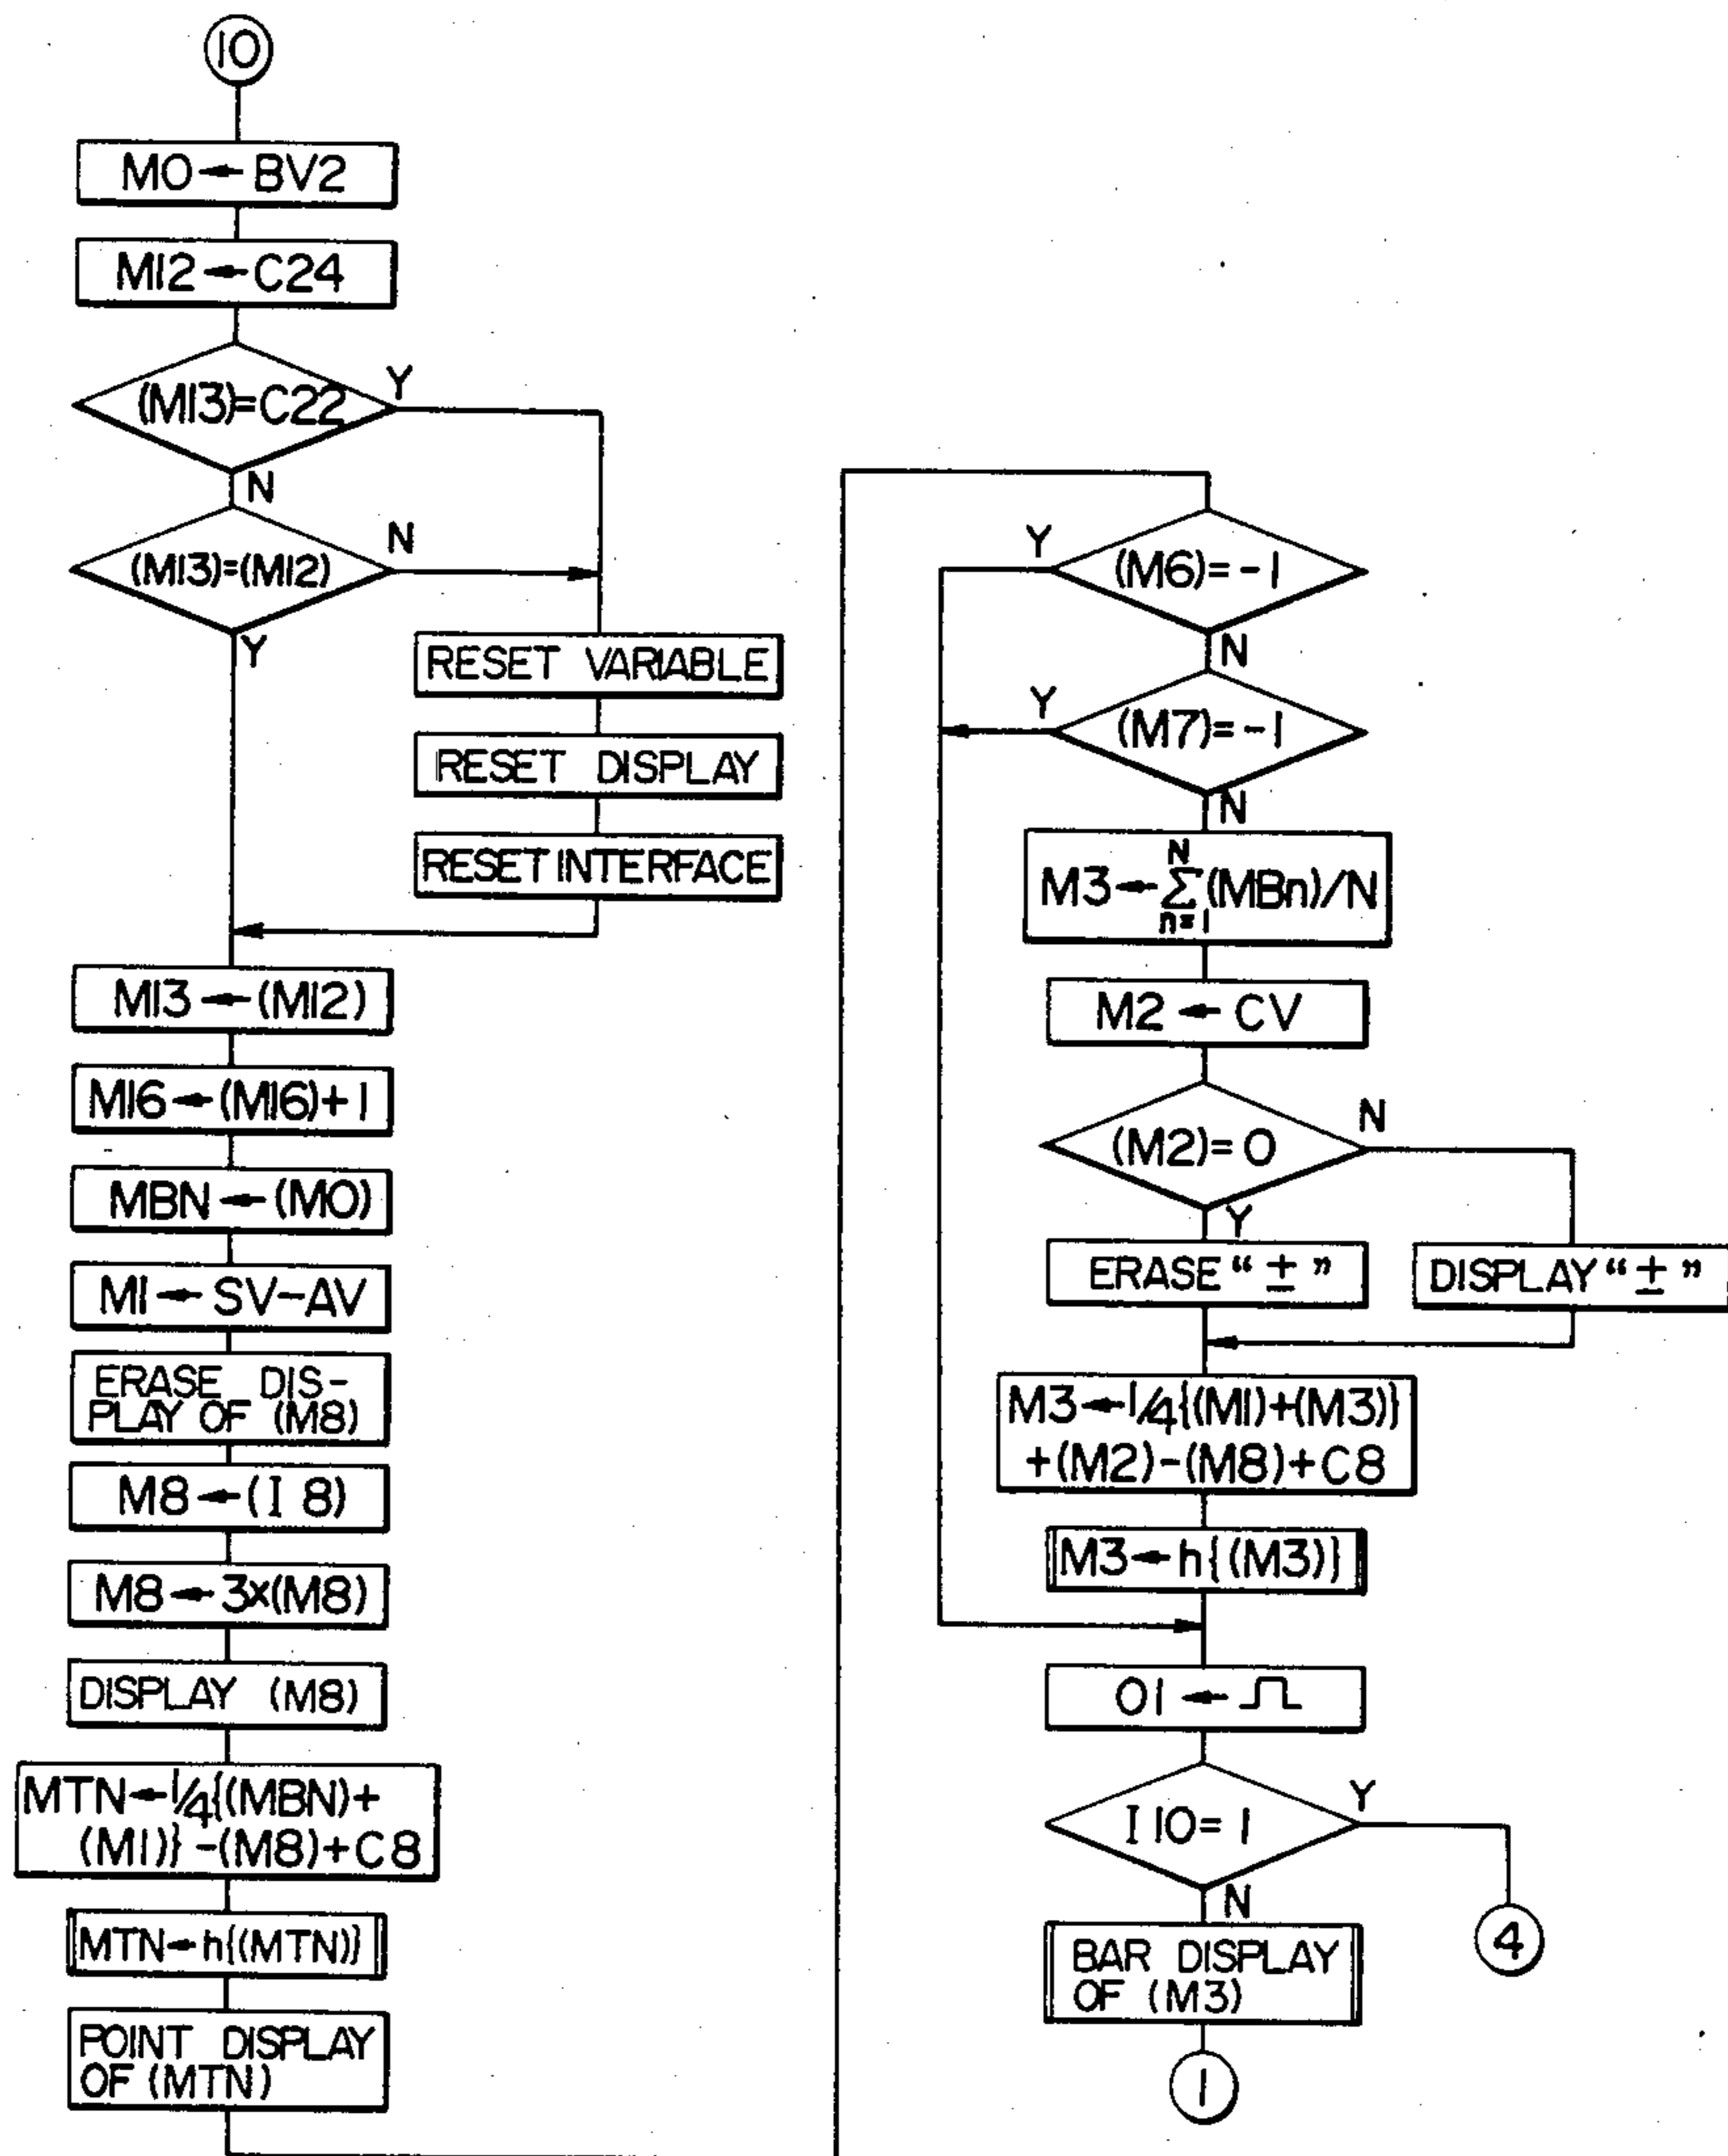 10
M0←BV2
M12←C24
(M13)=C22
Y
N
(M13)=(M12)
N
Y
RESET VARIABLE
RESET DISPLAY
RESET INTERFACE
M13←(M12)
M16←(M16)+1
MBN←(M0)
M1←SV-AV
ERASE DIS-
PLAY OF (M8)
M8←(I8)
M8←3x(M8)
DISPLAY (M8)
MTN←1/4{(MBN)+
(M1)}-(M8)+C8
MTN←h{(MTN)}
POINT DISPLAY
OF (MTN)
(M6)=-1
Y
N
(M7)=-1
Y
N
N
M3←Σ(MBn)/N
n=1
M2←CV
(M2)=0
N
Y
ERASE "±"
DISPLAY "±"
M3←1/4{(M1)+(M3)}
+(M2)-(M8)+C8
M3←h{(M3)}
O1←⎍
I10=1
Y
N
4
BAR DISPLAY
OF (M3)
1